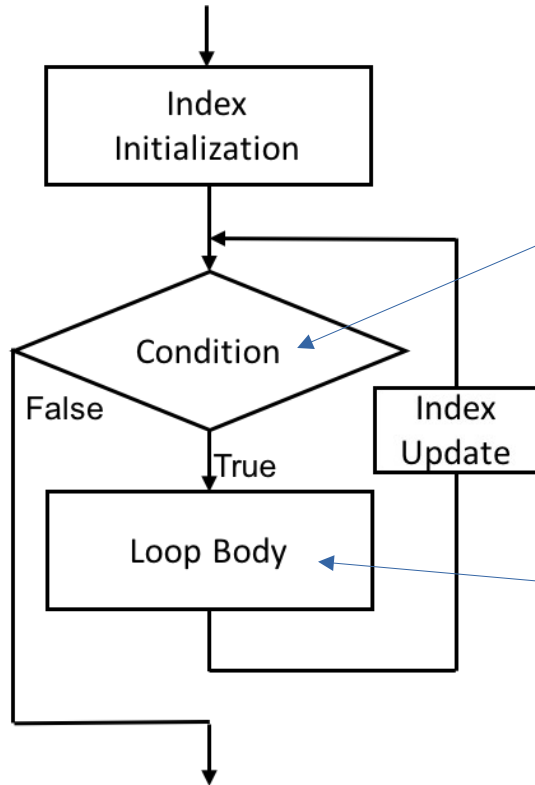 Index
Initialization
Condition
False
True
Index
Update
Loop Body